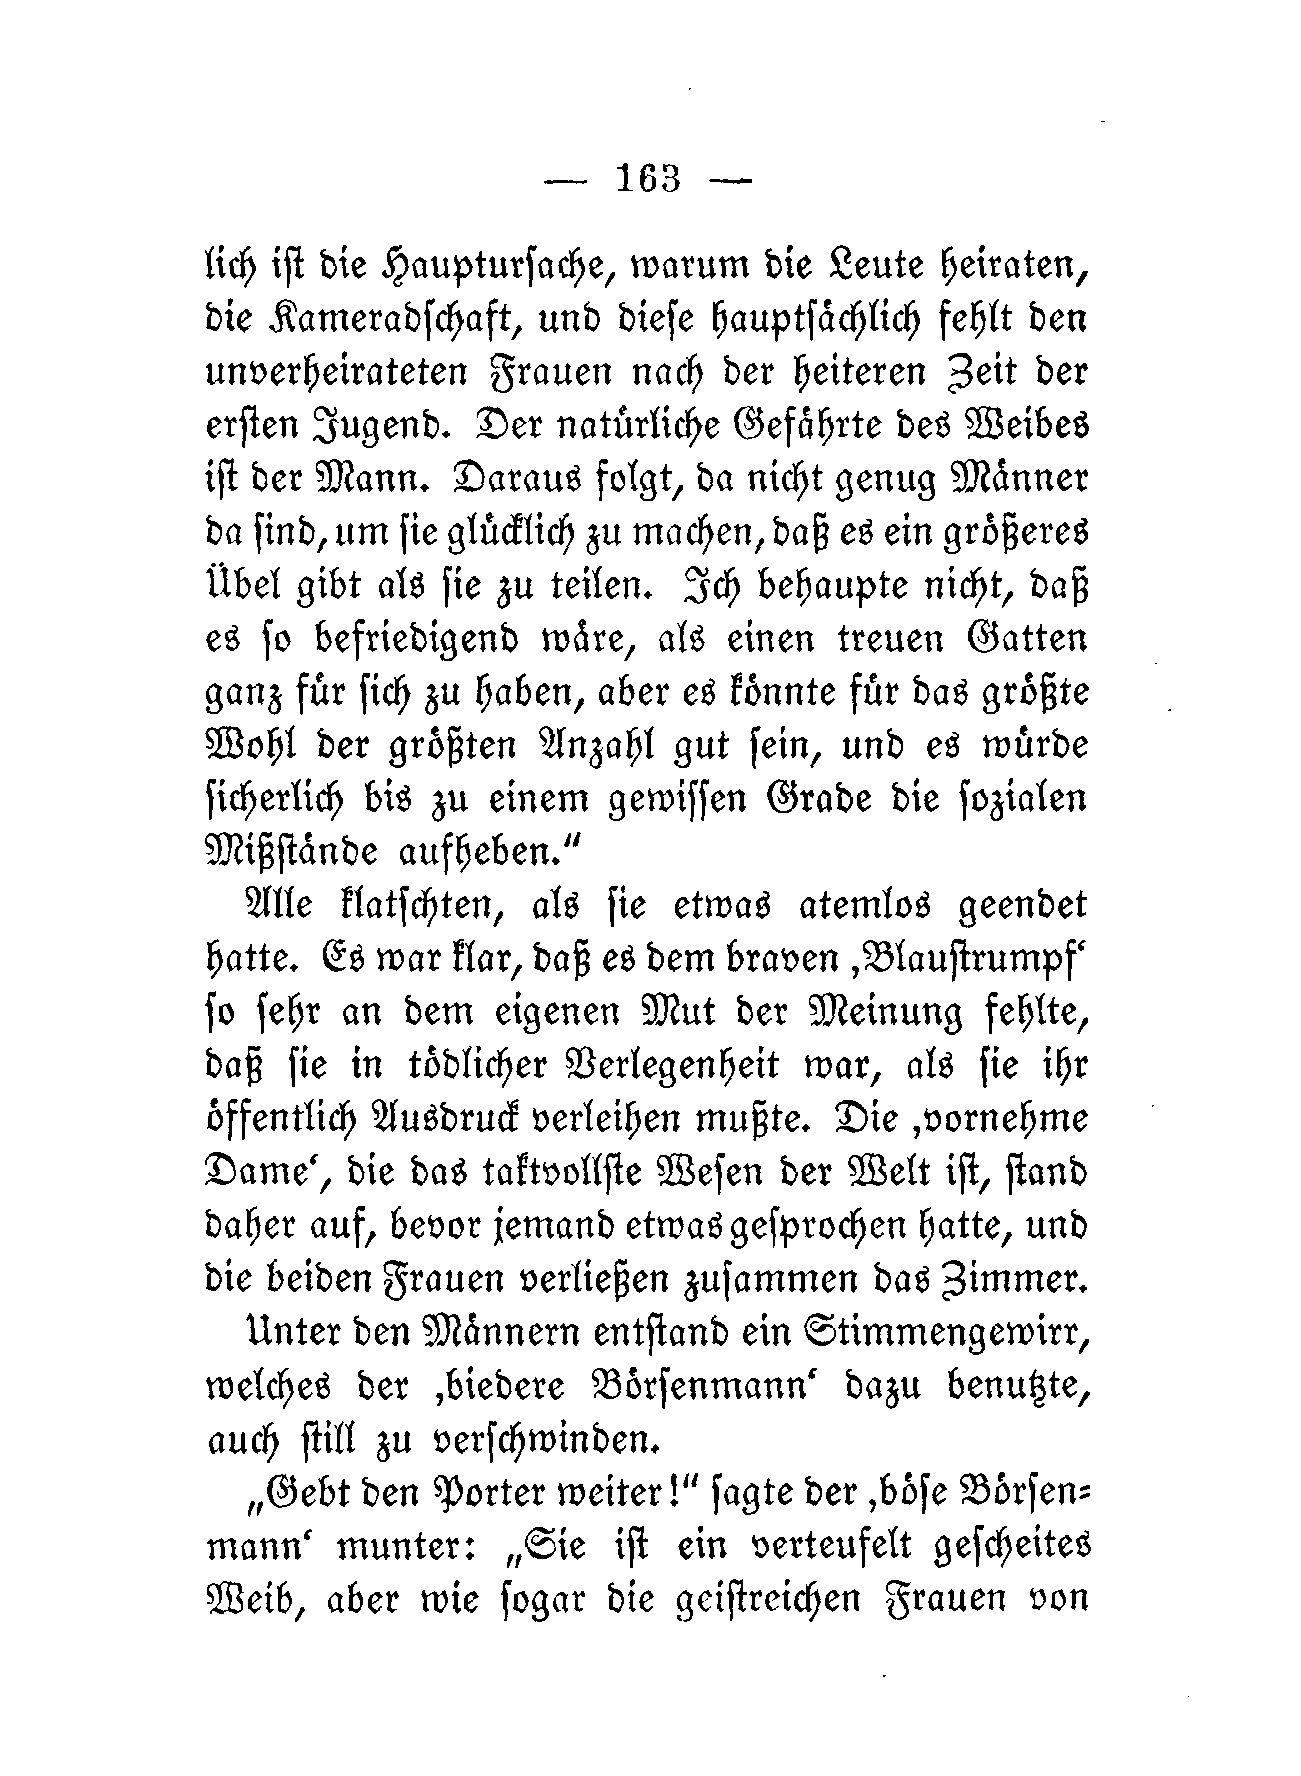 — 163 —
lich ist die Hauptursache, warum die Leute heiraten,
die Kameradschaft, und diese hauptsächlich fehlt den
unverheirateten Frauen nach der heiteren Zeit der
ersten Jugend. Der natürliche Gefährte des Weibes
ist der Mann. Daraus folgt, da nicht genug Männer
da sind, um sie glücklich zu machen, daß es ein größeres
Übel gibt als sie zu teilen. Ich behaupte nicht, daß
es so befriedigend wäre, als einen treuen Gatten
ganz für sich zu haben, aber es könnte für das größte
Wohl der größten Anzahl gut sein, und es würde
sicherlich bis zu einem gewissen Grade die sozialen
Mißstände aufheben."
Alle klatschten, als sie etwas atemlos geendet
hatte. Es war klar, daß es dem braven ‚Blaustrumpf‘
so sehr an dem eigenen Mut der Meinung fehlte,
daß sie in tödlicher Verlegenheit war, als sie ihr
öffentlich Ausdruck verleihen mußte. Die ‚vornehme
Dame‘, die das taktvollste Wesen der Welt ist, stand
daher auf, bevor jemand etwas gesprochen hatte, und
die beiden Frauen verließen zusammen das Zimmer.
Unter den Männern entstand ein Stimmengewirr,
welches der ‚biedere Börsenmann‘ dazu benutzte,
auch still zu verschwinden.
„Gebt den Porter weiter!" sagte der ‚böse Börsen-
mann‘ munter: „Sie ist ein verteufelt gescheites
Weib, aber wie sogar die geistreichen Frauen von